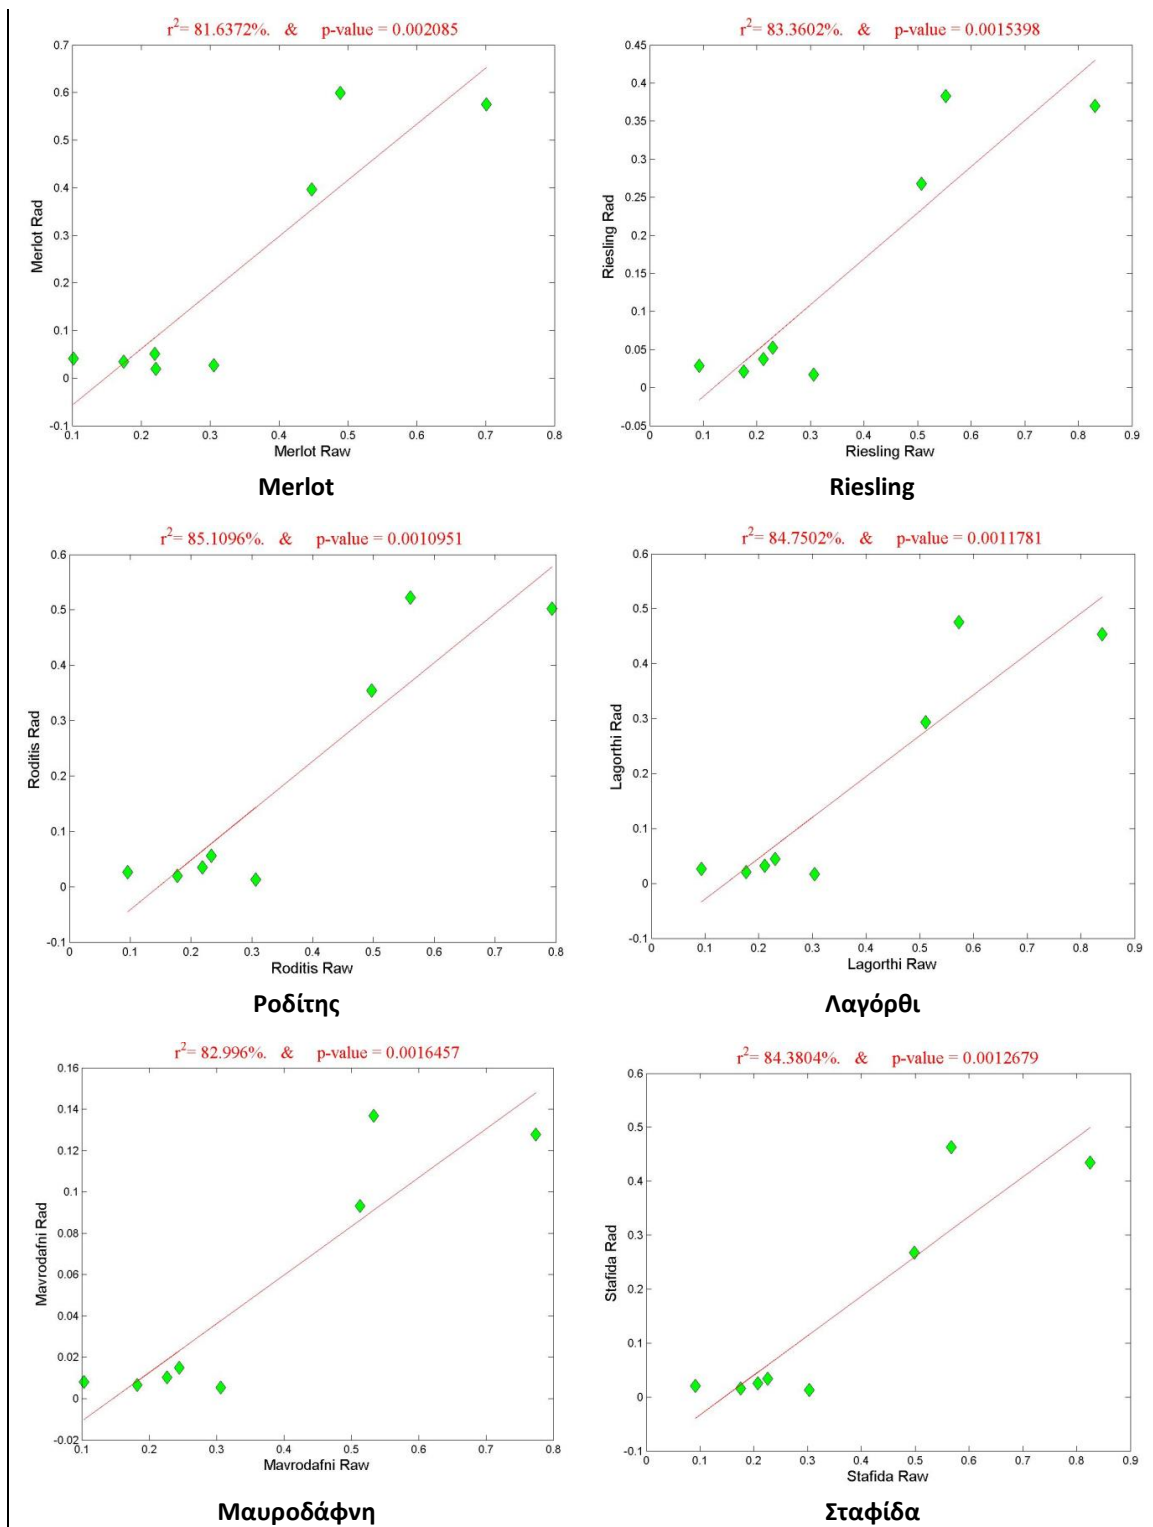 r²= 81.6372%. & p-value = 0.002085
0.7
0.6
0.5
0.4
0.3
0.2
0.1
0
-0.1
Merlot Rad
0.1 0.2 0.3 0.4 0.5 0.6 0.7 0.8
Merlot Raw
Merlot
r²= 83.3602%. & p-value = 0.0015398
0.45
0.4
0.35
0.3
0.25
0.2
0.15
0.1
0.05
0
-0.05
Riesling Rad
0 0.1 0.2 0.3 0.4 0.5 0.6 0.7 0.8 0.9
Riesling Raw
Riesling
r²= 85.1096%. & p-value = 0.0010951
0.6
0.5
0.4
0.3
0.2
0.1
0
-0.1
Roditis Rad
0 0.1 0.2 0.3 0.4 0.5 0.6 0.7 0.8
Roditis Raw
Ροδίτης
r²= 84.7502%. & p-value = 0.0011781
0.6
0.5
0.4
0.3
0.2
0.1
0
-0.1
Lagorthi Rad
0 0.1 0.2 0.3 0.4 0.5 0.6 0.7 0.8 0.9
Lagorthi Raw
Λαγόρθι
r²= 82.996%. & p-value = 0.0016457
0.16
0.14
0.12
0.1
0.08
0.06
0.04
0.02
0
-0.02
Mavrodafni Rad
0.1 0.2 0.3 0.4 0.5 0.6 0.7 0.8
Mavrodafni Raw
Μαυροδάφνη
r²= 84.3804%. & p-value = 0.0012679
0.6
0.5
0.4
0.3
0.2
0.1
0
-0.1
Stafida Rad
0 0.1 0.2 0.3 0.4 0.5 0.6 0.7 0.8 0.9
Stafida Raw
Σταφίδα